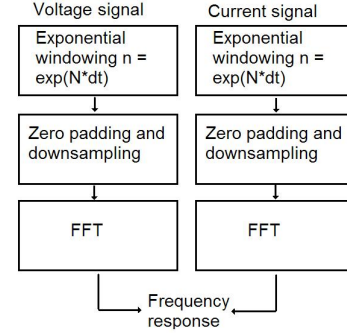 Voltage signal
Exponential
windowing n =
exp(N*dt)
Zero padding and
downsampling
FFT
Current signal
Exponential
windowing n =
exp(N*dt)
Zero padding and
downsampling
FFT
Frequency
response